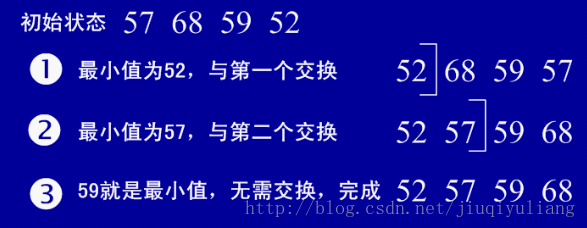 初始状态 57 68 59 52
1 最小值为52，与第一个交换 52 68 59 57
2 最小值为57，与第二个交换 52 57 59 68
3 59就是最小值，无需交换，完成 52 57 59 68
http://blog.csdn.net/jiuqiyuliang